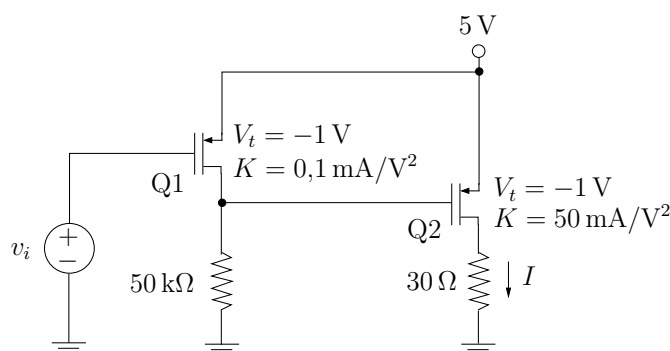 5 V
V_t = −1 V
K = 0,1 mA/V²
Q1
V_t = −1 V
K = 50 mA/V²
Q2
v_i
+
−
50 kΩ
30 Ω
I